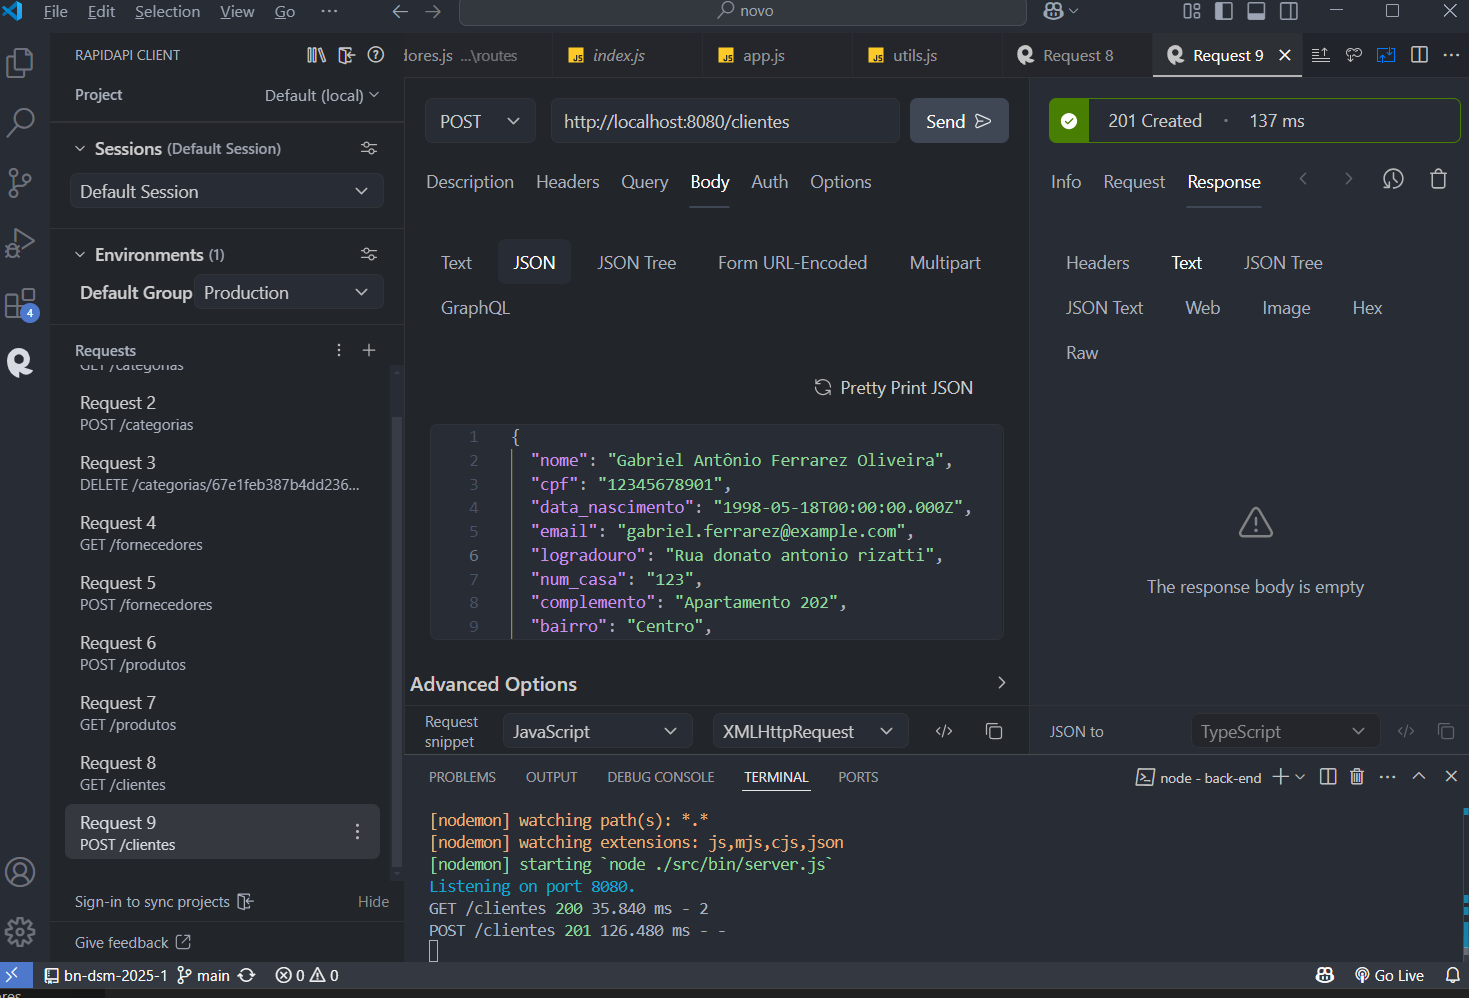 File Edit Selection View Go ··· novo
RAPIDAPI CLIENT
Project Default (local)
Sessions (Default Session)
Default Session
Environments (1)
Default Group Production
Requests
GET /categorias
Request 2
POST /categorias
Request 3
DELETE /categorias/67e1feb387b4dd236...
Request 4
GET /fornecedores
Request 5
POST /fornecedores
Request 6
POST /produtos
Request 7
GET /produtos
Request 8
GET /clientes
Request 9
POST /clientes
Sign-in to sync projects Hide
Give feedback
4
dores.js ...\routes index.js app.js utils.js Request 8 Request 9
POST http://localhost:8080/clientes Send
Description Headers Query Body Auth Options
Text JSON JSON Tree Form URL-Encoded Multipart
GraphQL
Pretty Print JSON
1 {
2 "nome": "Gabriel Antônio Ferrarez Oliveira",
3 "cpf": "12345678901",
4 "data_nascimento": "1998-05-18T00:00:00.000Z",
5 "email": "gabriel.ferrarez@example.com",
6 "logradouro": "Rua donato antonio rizatti",
7 "num_casa": "123",
8 "complemento": "Apartamento 202",
9 "bairro": "Centro",
Advanced Options
Request snippet JavaScript XMLHttpRequest
201 Created · 137 ms
Info Request Response
Headers Text JSON Tree
JSON Text Web Image Hex
Raw
The response body is empty
JSON to TypeScript
PROBLEMS OUTPUT DEBUG CONSOLE TERMINAL PORTS node - back-end
[nodemon] watching path(s): *.*
[nodemon] watching extensions: js,mjs,cjs,json
[nodemon] starting `node ./src/bin/server.js`
Listening on port 8080.
GET /clientes 200 35.840 ms - 2
POST /clientes 201 126.480 ms - -
bn-dsm-2025-1 main 0 0 Go Live